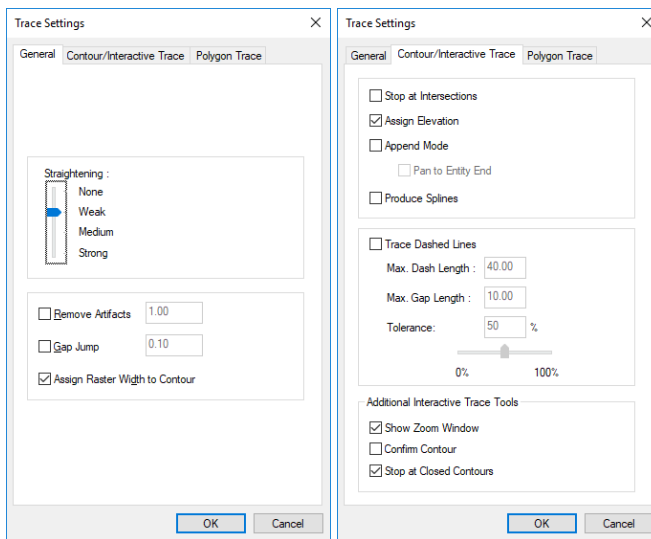 Trace Settings
General Contour/Interactive Trace Polygon Trace
Straightening :
None
Weak
Medium
Strong
Remove Artifacts 1.00
Gap Jump 0.10
Assign Raster Width to Contour
OK Cancel
Trace Settings
General Contour/Interactive Trace Polygon Trace
Stop at Intersections
Assign Elevation
Append Mode
Pan to Entity End
Produce Splines
Trace Dashed Lines
Max. Dash Length : 40.00
Max. Gap Length : 10.00
Tolerance: 50 %
0% 100%
Additional Interactive Trace Tools
Show Zoom Window
Confirm Contour
Stop at Closed Contours
OK Cancel